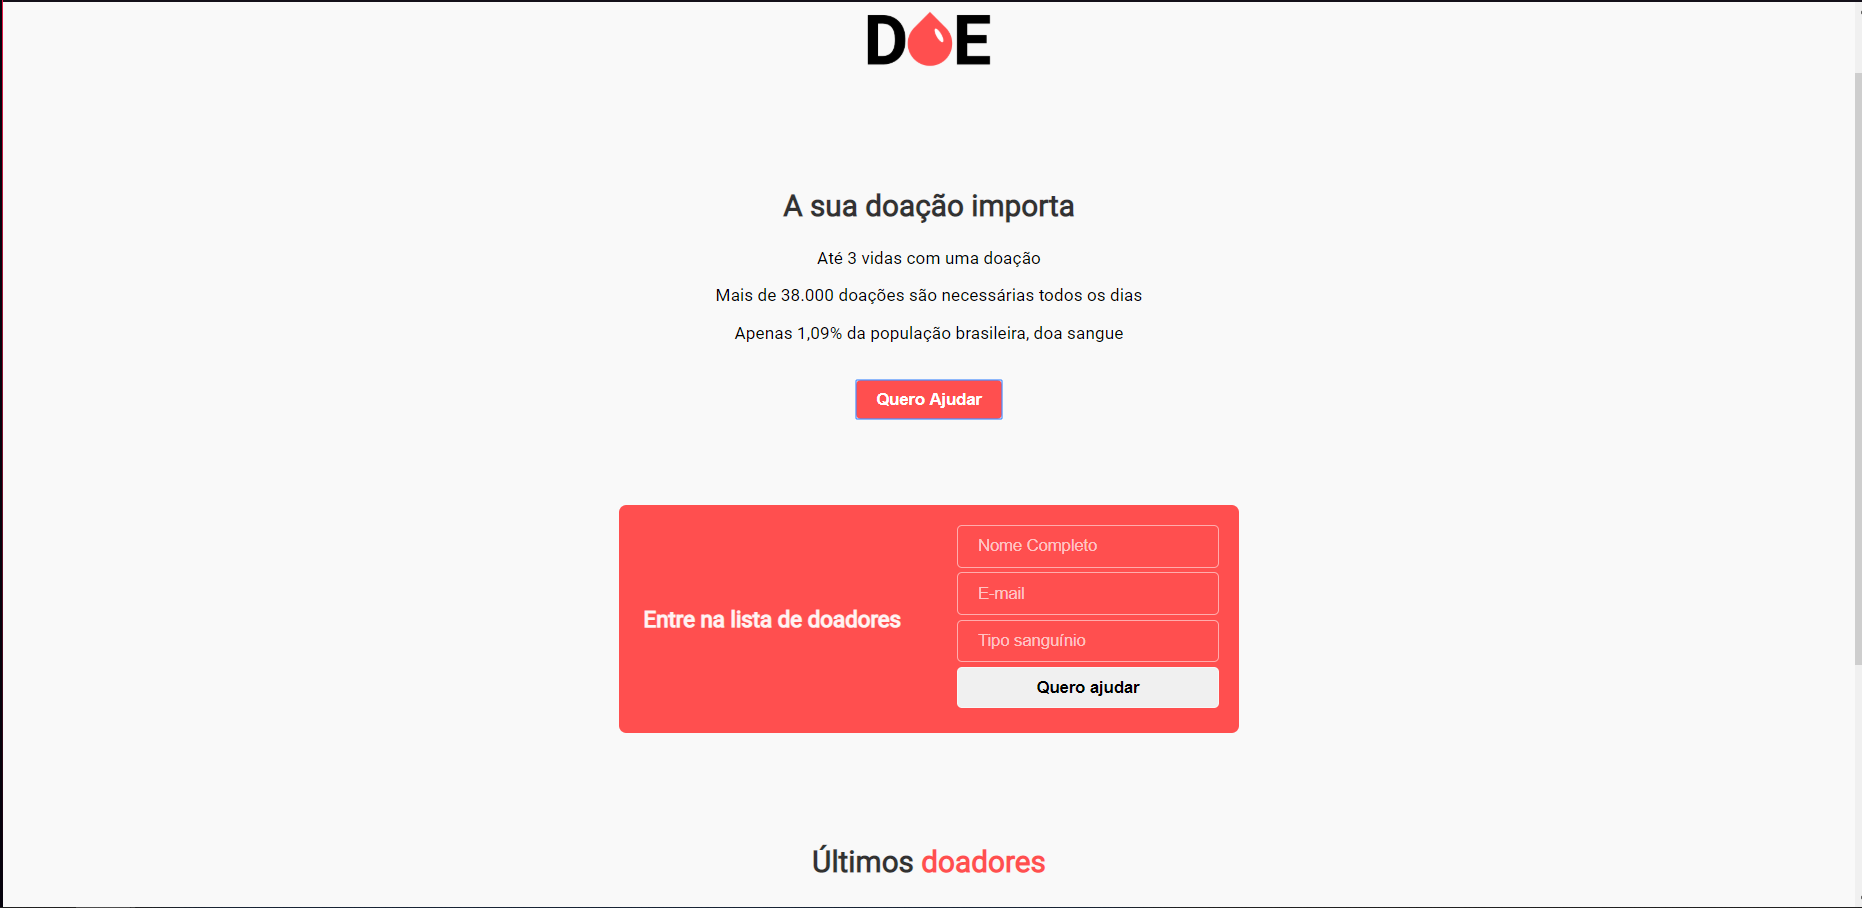 DOE
A sua doação importa
Até 3 vidas com uma doação
Mais de 38.000 doações são necessárias todos os dias
Apenas 1,09% da população brasileira, doa sangue
Quero Ajudar
Entre na lista de doadores
Nome Completo
E-mail
Tipo sanguínio
Quero ajudar
Últimos doadores